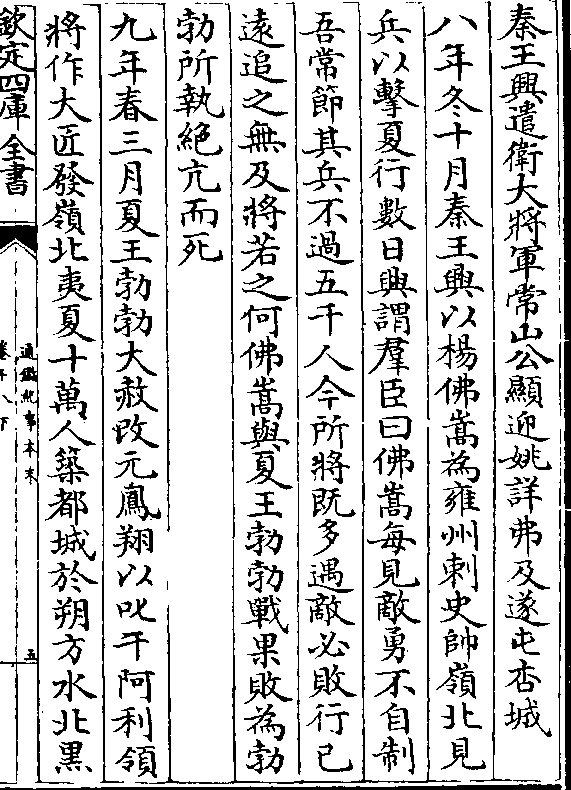 秦王興遣衛大將軍常山公顯迎姚詳弗及遂屯杏城
八年冬十月秦王興以楊佛嵩為雍州刺史帥嶺北見
兵以擊夏行數日興謂羣臣曰佛嵩每見敵勇不自制
吾常節其兵不過五千人今所將既多遇敵必敗行已
遠追之無及將若之何佛嵩與夏王勃勃戰果敗為勃
勃所執絶亢而死
九年春三月夏王勃勃大赦改元鳳翔以叱干阿利領
將作大匠發嶺北夷夏十萬人築都城於朔方水北黒
欽定四庫全書
通鑑紀事本末
卷十八下
五